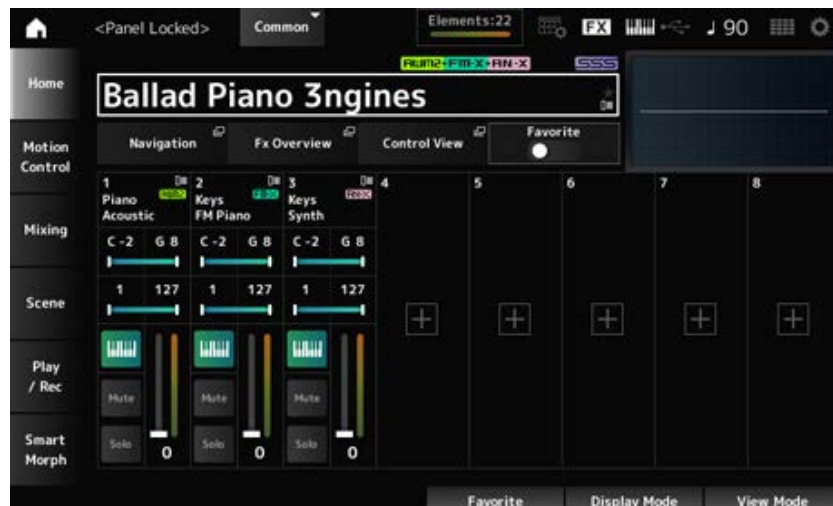 <Panel Locked>
Common
Elements:22
FX
90
AWM2+FM-X+AN-X
SSS
Home
Ballad Piano 3ngines
Navigation
Fx Overview
Control View
Favorite
Motion
Control
1
Piano
Acoustic
AWM2
2
Keys
FM Piano
FM-X
3
Keys
Synth
AN-X
4
5
6
7
8
Mixing
C -2 G 8
C -2 G 8
C -2 G 8
Scene
1 127
1 127
1 127
Play
/ Rec
Mute
Mute
Mute
Smart
Morph
Solo 0
Solo 0
Solo 0
Favorite
Display Mode
View Mode